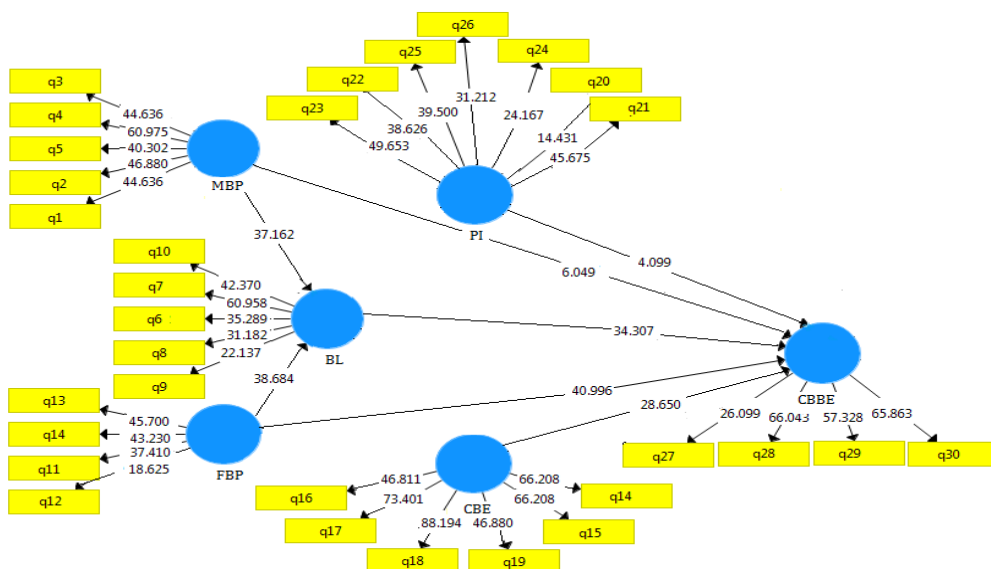 q26
q25
q24
q22
q20
q23
q21
31.212
39.500
24.167
38.626
14.431
49.653
45.675
PI
q3
q4
q5
q2
q1
44.636
60.975
40.302
46.880
44.636
MBP
37.162
6.049
4.099
q10
q7
q6
q8
q9
42.370
60.958
35.289
31.182
22.137
BL
34.307
38.684
q13
q14
q11
q12
45.700
43.230
37.410
18.625
FBP
40.996
28.650
CBBE
26.099
66.043
57.328
65.863
q27
q28
q29
q30
46.811
73.401
88.194
46.880
66.208
66.208
CBE
q16
q17
q18
q19
q15
q14